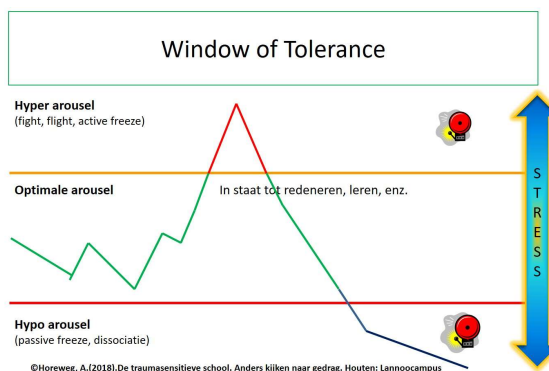 Window of Tolerance
Hyper arousel
(fight, flight, active freeze)
Optimale arousel
In staat tot redeneren, leren, enz.
STRESS
Hypo arousel
(passive freeze, dissociatie)
©Horeweg, A.(2018).De traumasensitieve school. Anders kijken naar gedrag. Houten: Lannoocampus